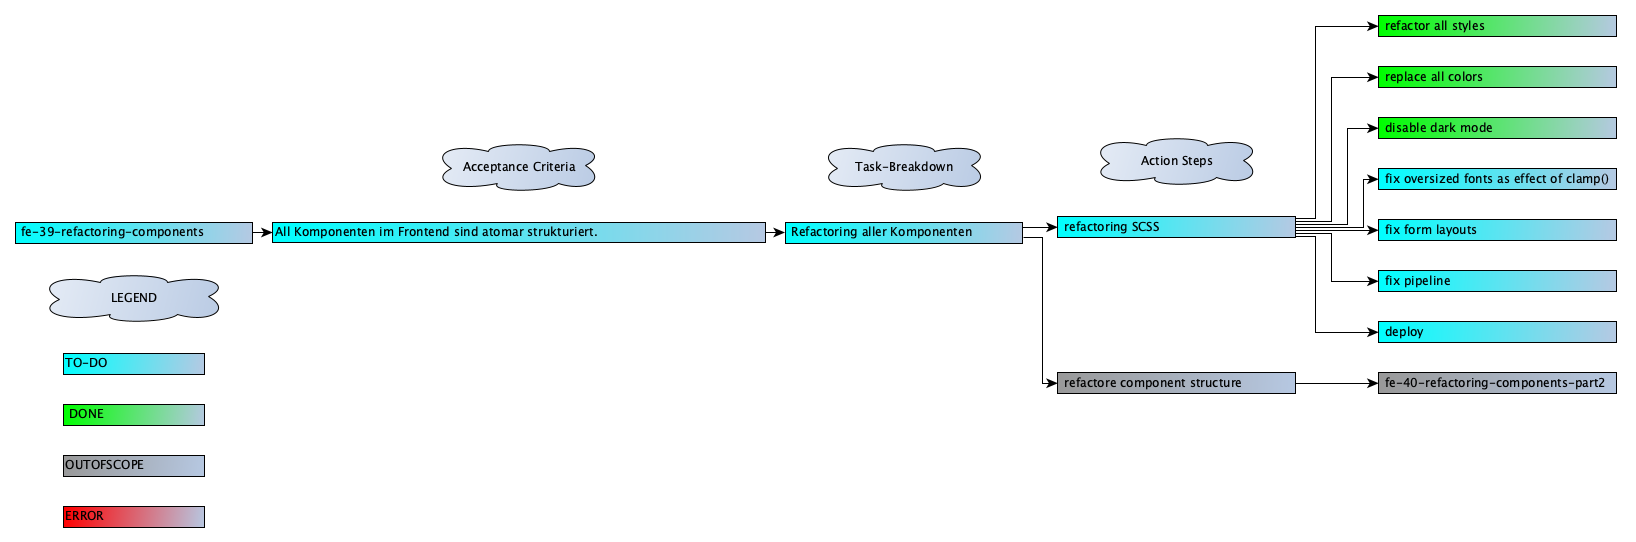 refactor all styles
replace all colors
disable dark mode
Acceptance Criteria
Task-Breakdown
Action Steps
fix oversized fonts as effect of clamp()
fe-39-refactoring-components
All Komponenten im Frontend sind atomar strukturiert.
Refactoring aller Komponenten
refactoring SCSS
fix form layouts
fix pipeline
LEGEND
deploy
TO-DO
refactore component structure
fe-40-refactoring-components-part2
DONE
OUTOFSCOPE
ERROR